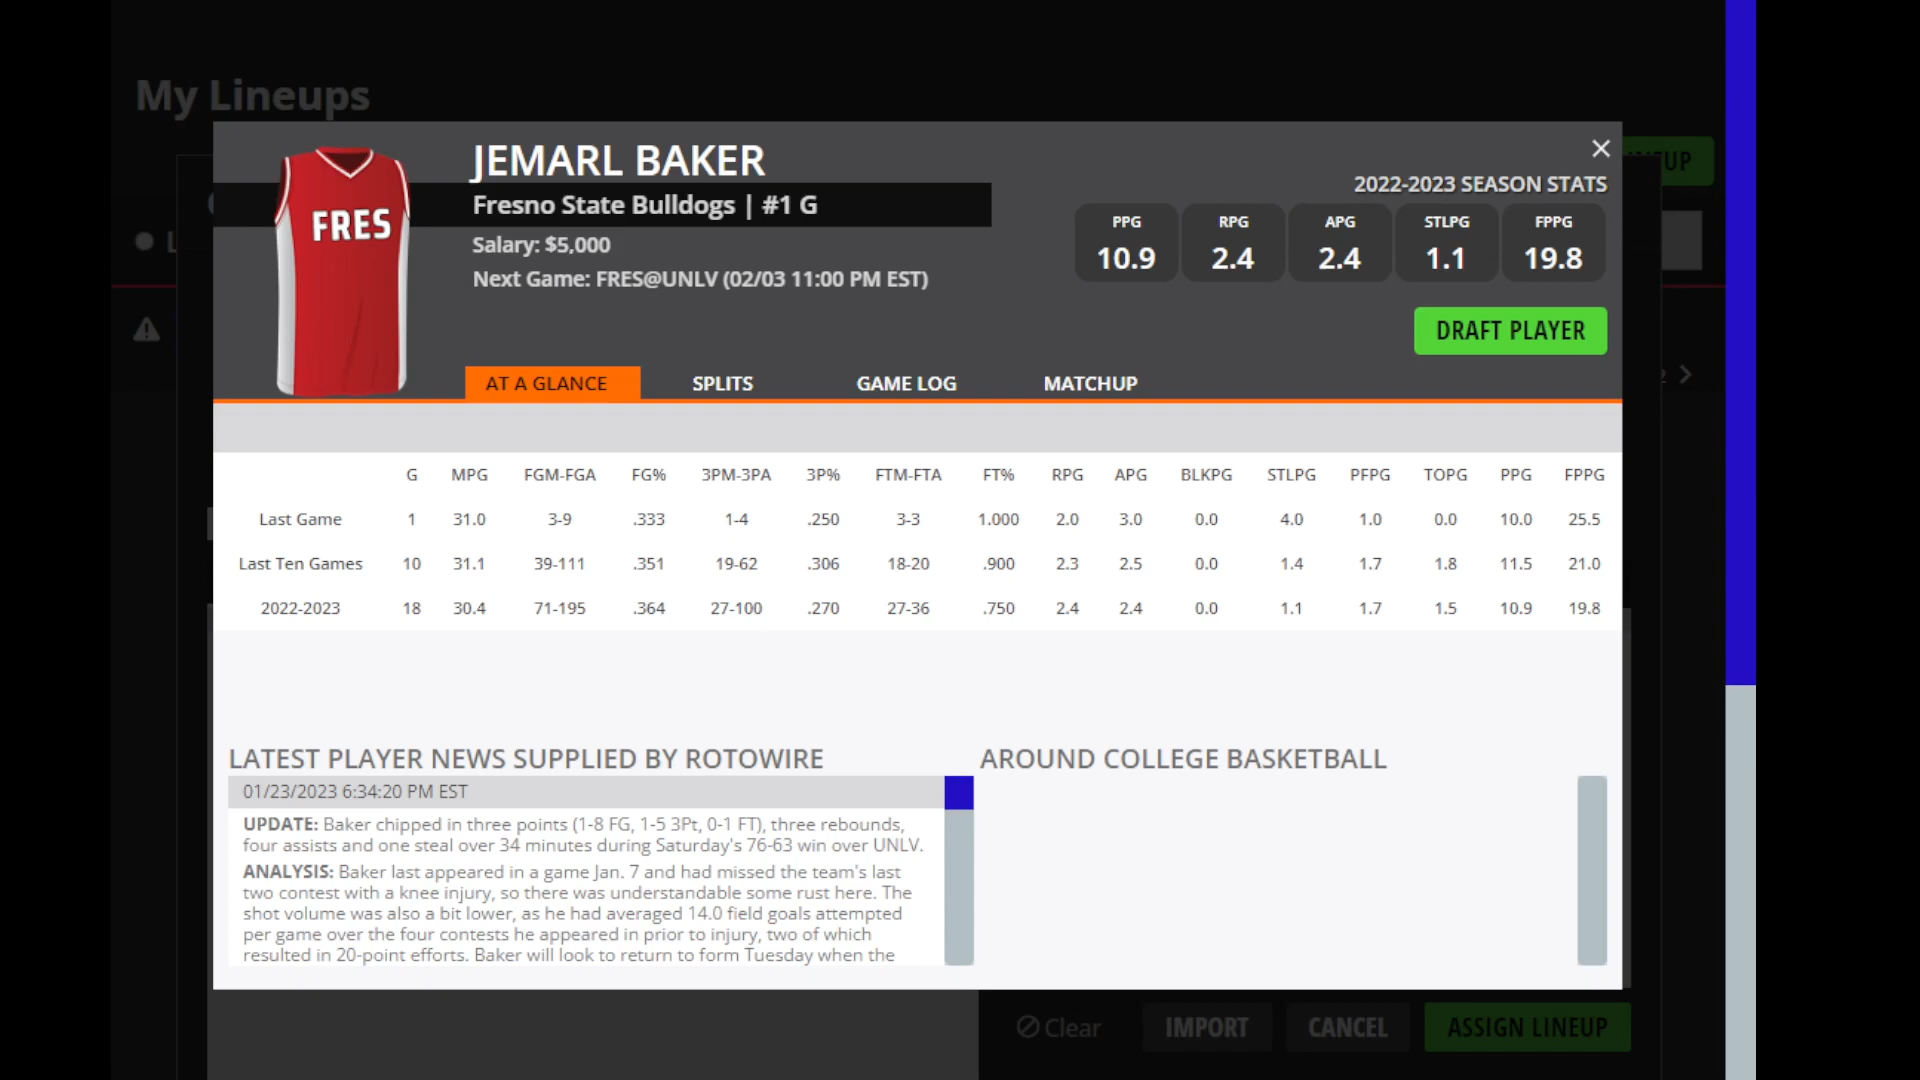 My Lineups
JEMARL BAKER
Fresno State Bulldogs | #1 G
Salary: $5,000
Next Game: FRES@UNLV (02/03 11:00 PM EST)
FRES
2022-2023 SEASON STATS
PPG RPG APG STLPG FPPG
10.9 2.4 2.4 1.1 19.8
DRAFT PLAYER
AT A GLANCE SPLITS GAME LOG MATCHUP
G MPG FGM-FGA FG% 3PM-3PA 3P% FTM-FTA FT% RPG APG BLKPG STLPG PFPG TOPG PPG FPPG
Last Game 1 31.0 3-9 .333 1-4 .250 3-3 1.000 2.0 3.0 0.0 4.0 1.0 0.0 10.0 25.5
Last Ten Games 10 31.1 39-111 .351 19-62 .306 18-20 .900 2.3 2.5 0.0 1.4 1.7 1.8 11.5 21.0
2022-2023 18 30.4 71-195 .364 27-100 .270 27-36 .750 2.4 2.4 0.0 1.1 1.7 1.5 10.9 19.8
LATEST PLAYER NEWS SUPPLIED BY ROTOWIRE
01/23/2023 6:34:20 PM EST
UPDATE: Baker chipped in three points (1-8 FG, 1-5 3Pt, 0-1 FT), three rebounds,
four assists and one steal over 34 minutes during Saturday's 76-63 win over UNLV.
ANALYSIS: Baker last appeared in a game Jan. 7 and had missed the team's last
two contest with a knee injury, so there was understandable some rust here. The
shot volume was also a bit lower, as he had averaged 14.0 field goals attempted
per game over the four contests he appeared in prior to injury, two of which
resulted in 20-point efforts. Baker will look to return to form Tuesday when the
AROUND COLLEGE BASKETBALL
Clear IMPORT CANCEL ASSIGN LINEUP